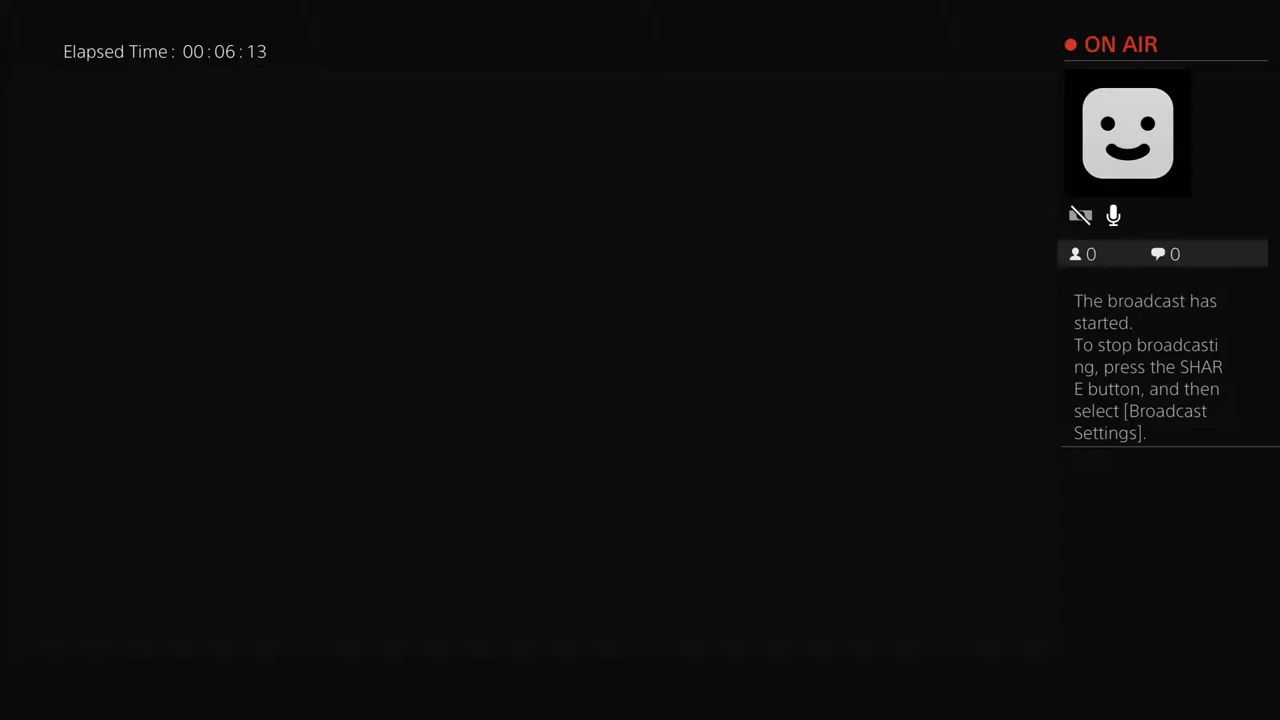 Elapsed Time: 00:06:13
ON AIR
0 0
The broadcast has
started.
To stop broadcasti
ng, press the SHAR
E button, and then
select [Broadcast
Settings].